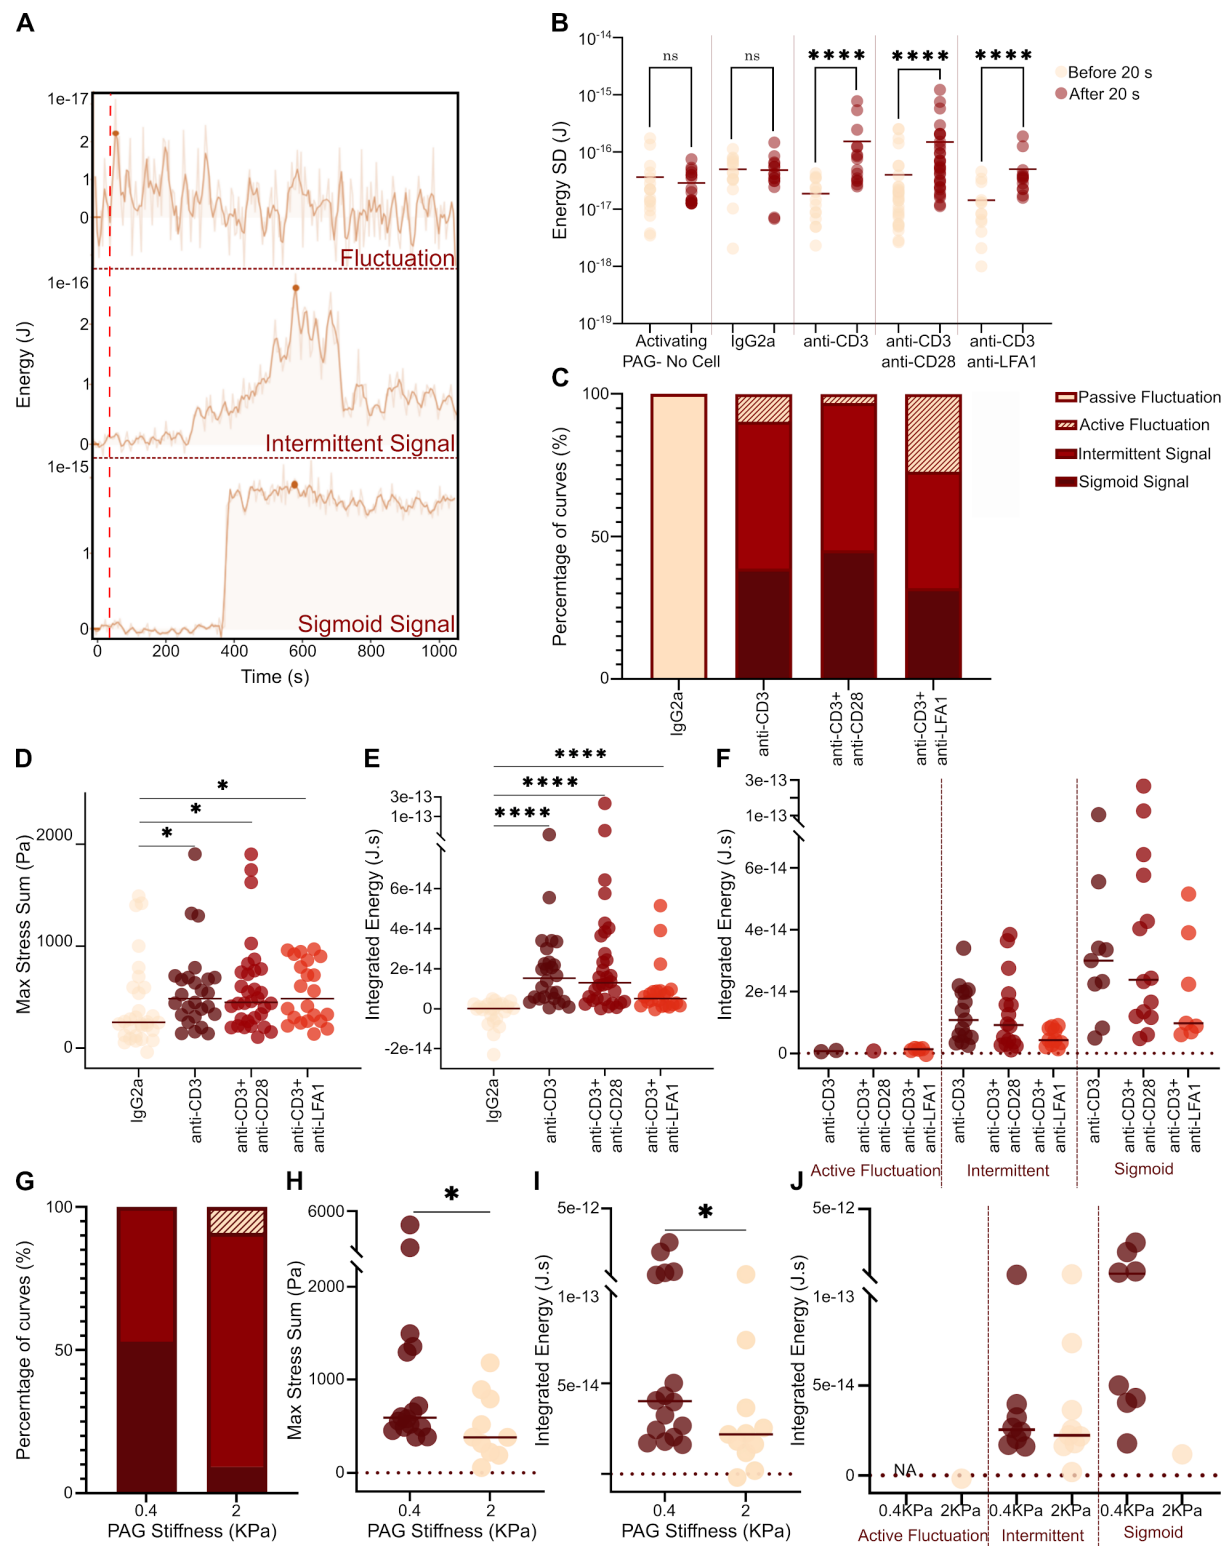 A
1e-17
2
1
0
Fluctuation
1e-16
2
1
0
Intermittent Signal
1e-15
1
0
Sigmoid Signal
Energy (J)
0
200
400
600
800
1000
Time (s)
B
10-14
10-15
10-16
10-17
10-18
10-19
Energy SD (J)
ns
ns
****
****
****
Before 20 s
After 20 s
Activating
PAG- No Cell
IgG2a
anti-CD3
anti-CD3
anti-CD28
anti-CD3
anti-LFA1
C
100
50
0
Percerntage of curves (%)
Passive Fluctuation
Active Fluctuation
Intermittent Signal
Sigmoid Signal
IgG2a
anti-CD3
anti-CD3+
anti-CD28
anti-CD3+
anti-LFA1
D
2000
1000
0
Max Stress Sum (Pa)
*
*
*
IgG2a
anti-CD3
anti-CD3+
anti-CD28
anti-CD3+
anti-LFA1
E
3e-13
1e-13
6e-14
4e-14
2e-14
0
-2e-14
Integrated Energy (J.s)
****
****
****
IgG2a
anti-CD3
anti-CD3+
anti-CD28
anti-CD3+
anti-LFA1
F
3e-13
1e-13
6e-14
4e-14
2e-14
0
Integrated Energy (J.s)
anti-CD3
anti-CD3+
anti-CD28
anti-CD3+
anti-LFA1
anti-CD3
anti-CD3+
anti-CD28
anti-CD3+
anti-LFA1
anti-CD3
anti-CD3+
anti-CD28
anti-CD3+
anti-LFA1
Active Fluctuation
Intermittent
Sigmoid
G
100
50
0
Percerntage of curves (%)
0.4
2
PAG Stiffness (KPa)
H
6000
2000
1000
0
Max Stress Sum (Pa)
*
0.4
2
PAG Stiffness (KPa)
I
5e-12
1e-13
5e-14
0
Integrated Energy (J.s)
*
0.4
2
PAG Stiffness (KPa)
J
5e-12
1e-13
5e-14
0
Integrated Energy (J.s)
NA
0.4KPa
2KPa
0.4KPa
2KPa
0.4KPa
2KPa
Active Fluctuation
Intermittent
Sigmoid